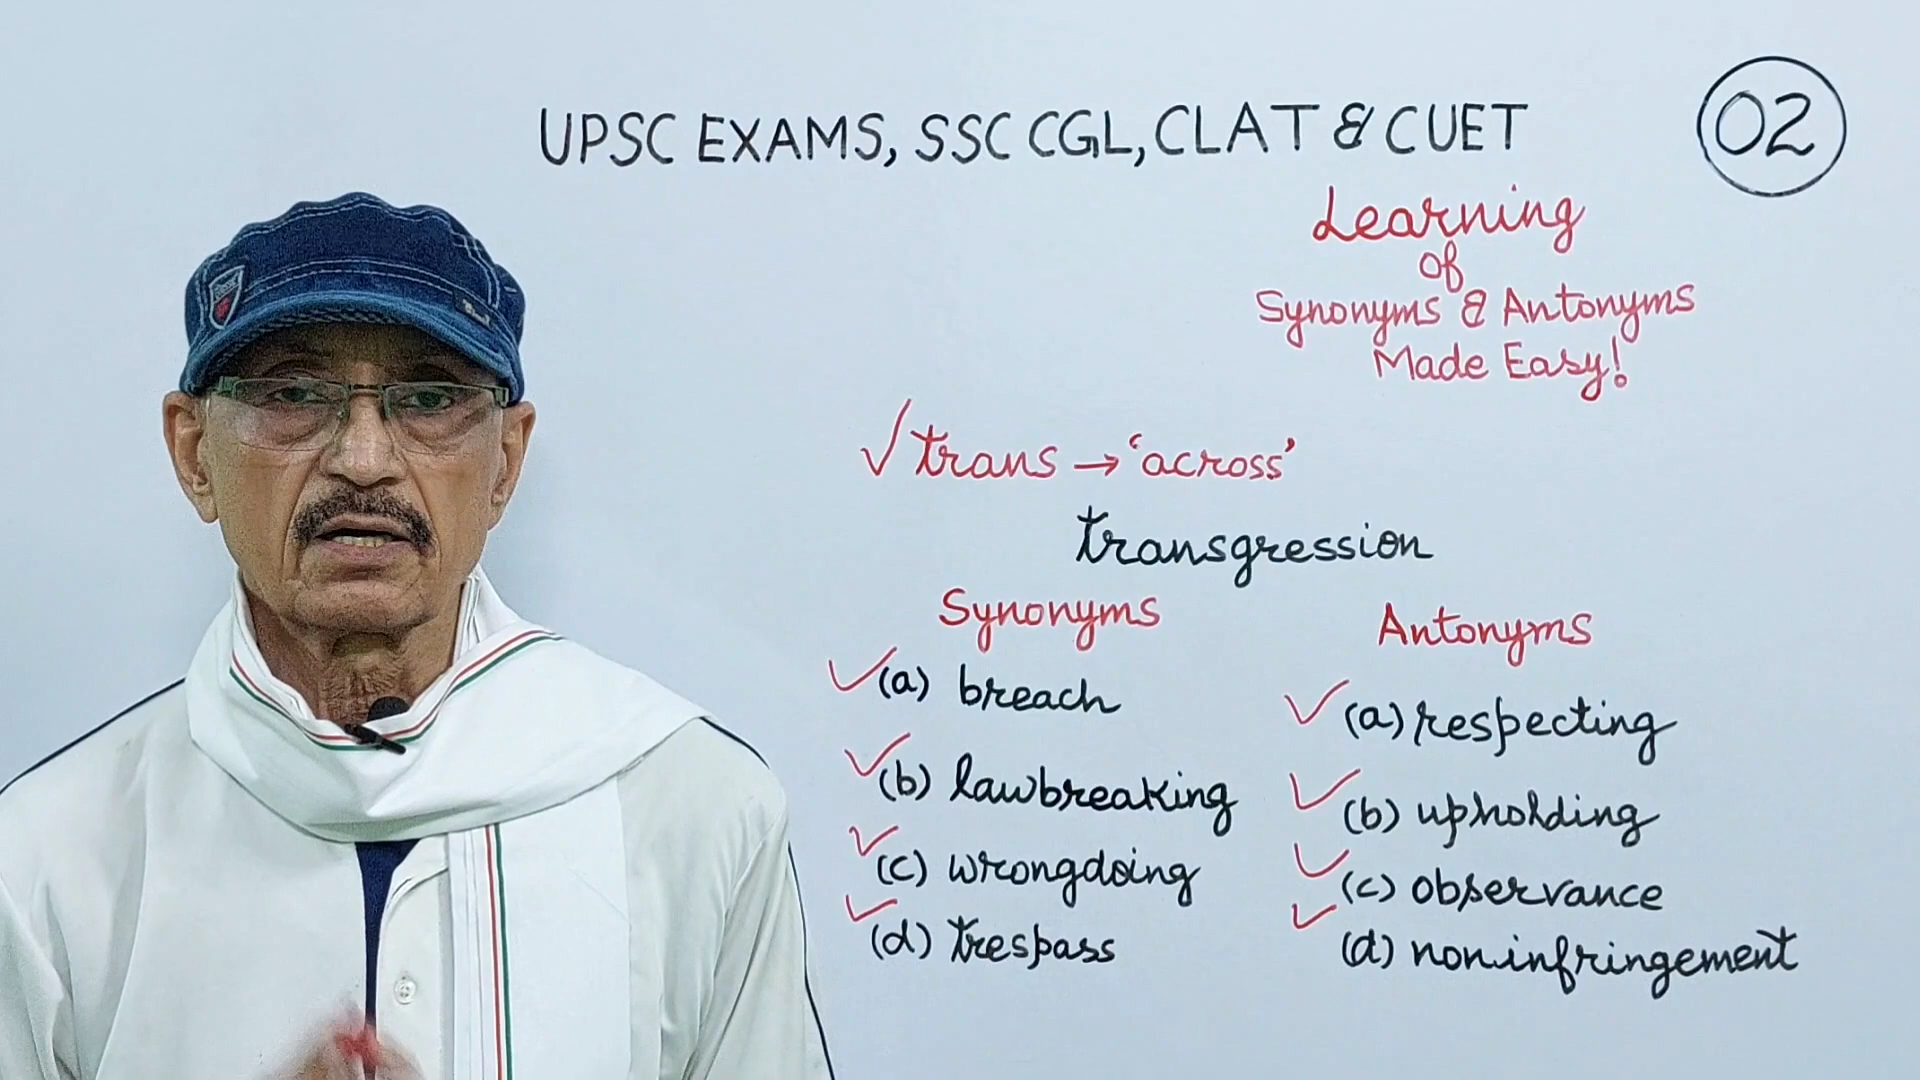 UPSC EXAMS, SSC CGL, CLAT & CUET
02
Learning
of
Synonyms & Antonyms
Made Easy!
✓ trans → 'across'
transgression
Synonyms
✓ (a) breach
✓ (b) lawbreaking
✓ (c) wrongdoing
✓ (d) trespass
Antonyms
✓ (a) respecting
✓ (b) upholding
✓ (c) observance
✓ (d) noninfringement